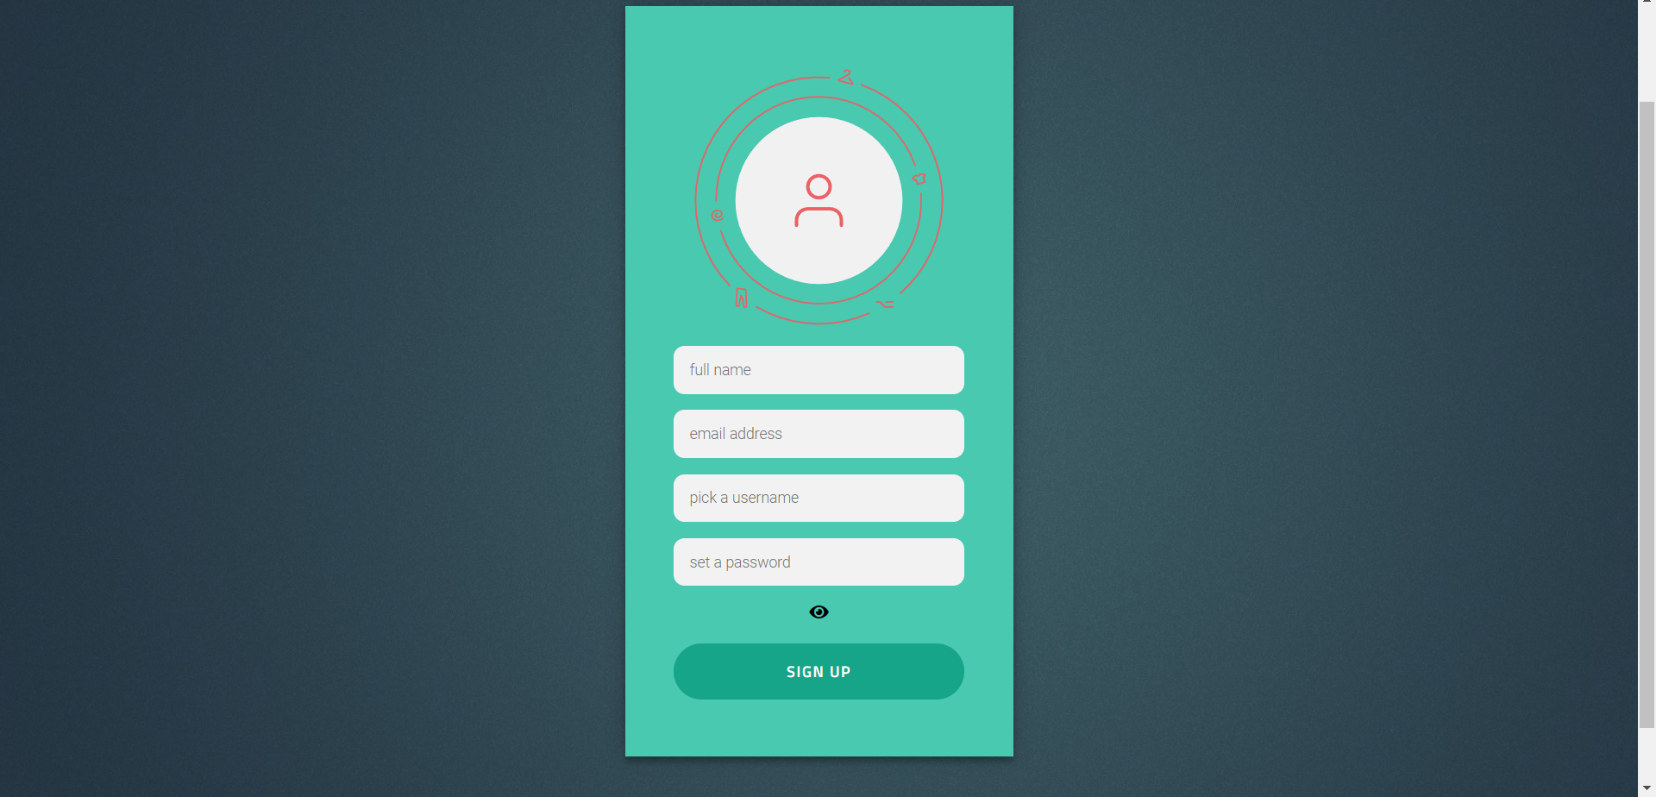 full name
email address
pick a username
set a password
SIGN UP